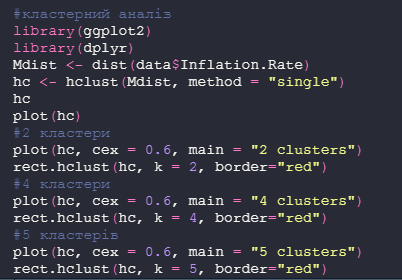 #кластерний аналів
library(ggplot2)
library(dplyr)
Mdist <- dist(data$Inflation.Rate)
hc <- hclust(Mdist, method = "single")
hc
plot(hc)
#2 кластери
plot(hc, cex = 0.6, main = "2 clusters")
rect.hclust(hc, k = 2, border="red")
#4 кластери
plot(hc, cex = 0.6, main = "4 clusters")
rect.hclust(hc, k = 4, border="red")
#5 кластерів
plot(hc, cex = 0.6, main = "5 clusters")
rect.hclust(hc, k = 5, border="red")